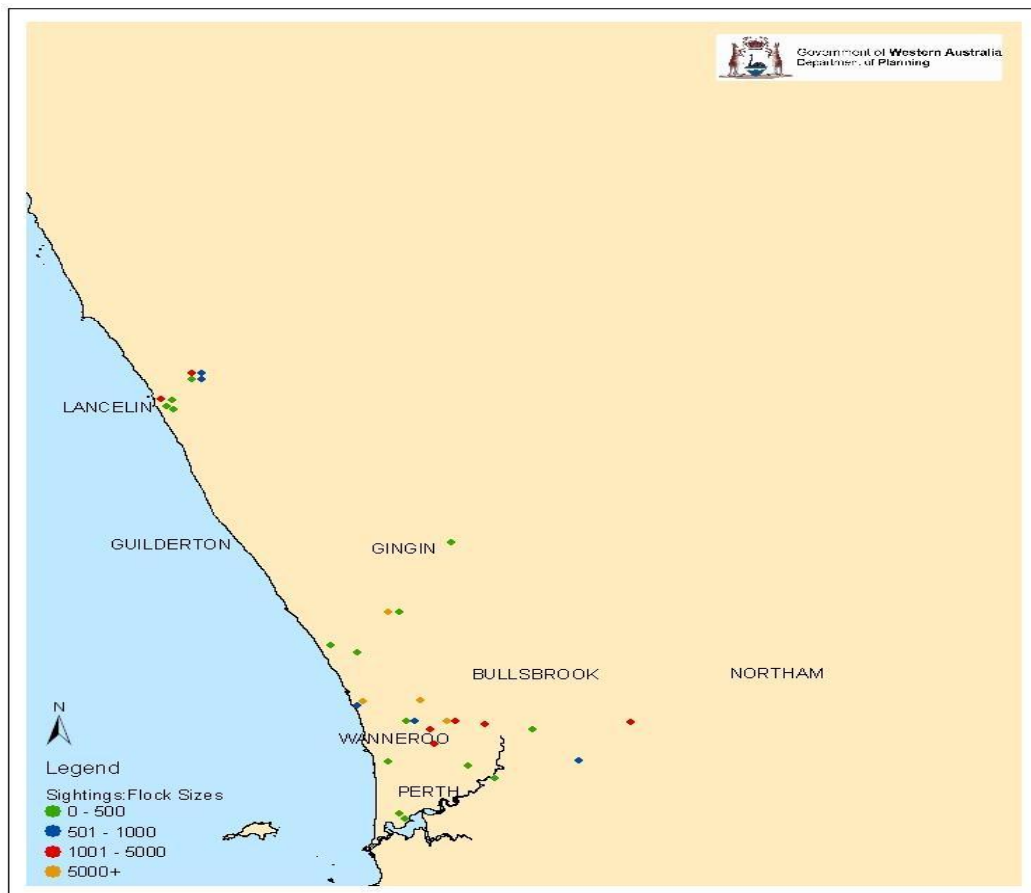 Government of Western Australia
Department of Planning
LANCELIN
GUILDERTON
GINGIN
BULLSBROOK
NORTHAM
WANNEROO
PERTH
N
Legend
Sightings:Flock Sizes
0 - 500
501 - 1000
1001 - 5000
5000+